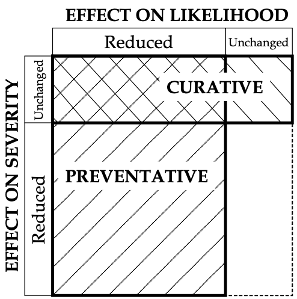 EFFECT ON LIKELIHOOD
Reduced
Unchanged
EFFECT ON SEVERITY
Unchanged
Reduced
CURATIVE
PREVENTATIVE